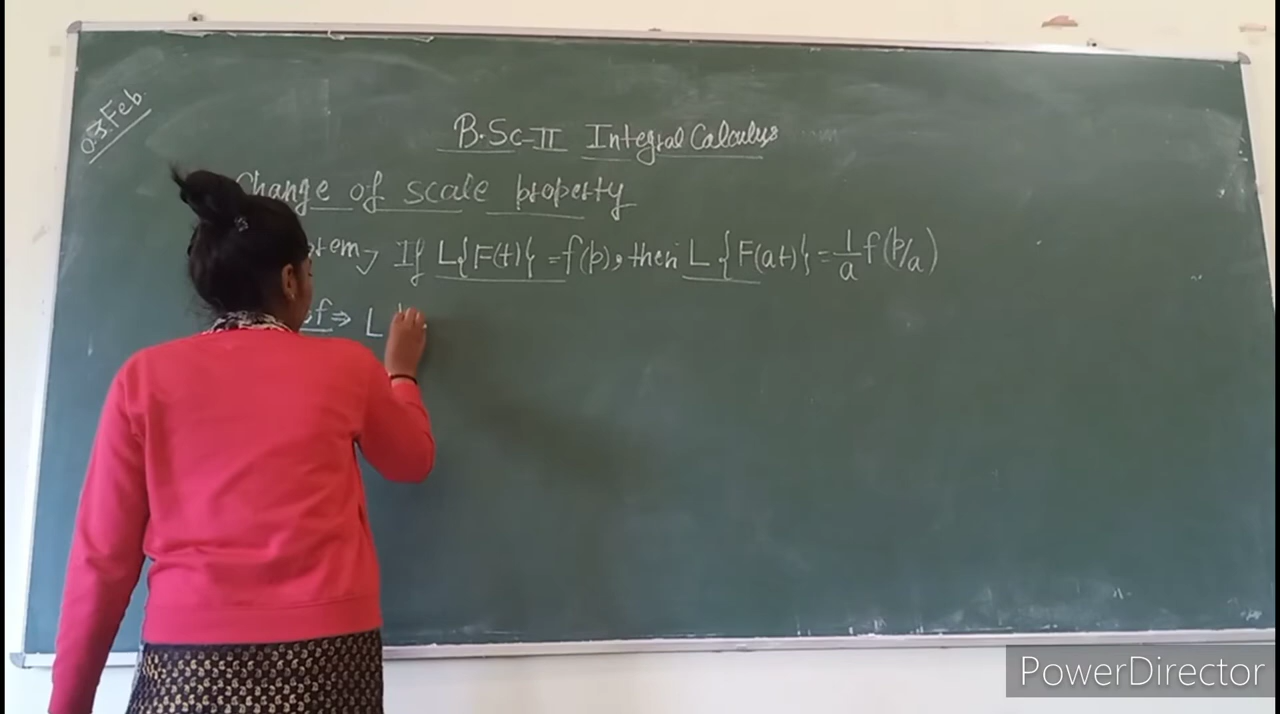 03 Feb.
B.Sc-II Integral Calculus
Change of scale property
If L{F(t)} = f(p), then L{F(at)} = 1/a f(p/a)
⇒ L
PowerDirector